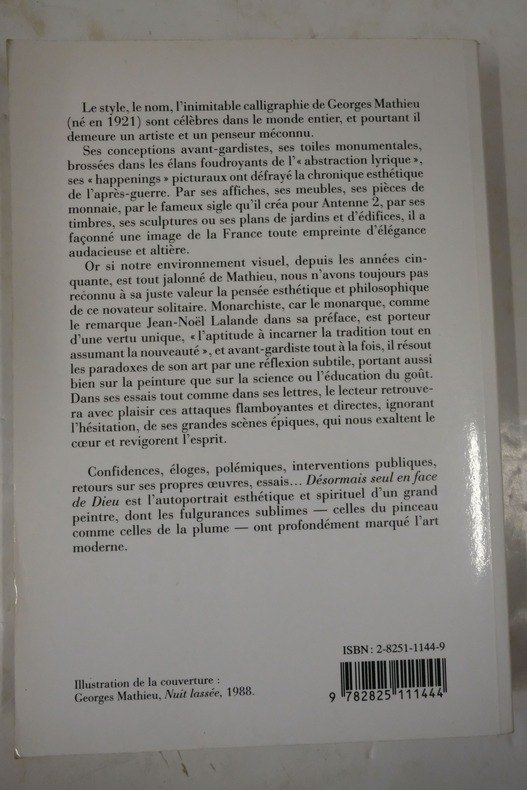 Le style, le nom, l'inimitable calligraphie de Georges Mathieu
(né en 1921) sont célèbres dans le monde entier, et pourtant il
demeure un artiste et un penseur méconnu.
Ses conceptions avant-gardistes, ses toiles monumentales,
brossées dans les élans foudroyants de l'« abstraction lyrique »,
ses « happenings » picturaux ont défrayé la chronique esthétique
de l'après-guerre. Par ses affiches, ses meubles, ses pièces de
monnaie, par le fameux sigle qu'il créa pour Antenne 2, par ses
timbres, ses sculptures ou ses plans de jardins et d'édifices, il a
façonné une image de la France toute empreinte d'élégance
audacieuse et altière.
Or si notre environnement visuel, depuis les années cin-
quante, est tout jalonné de Mathieu, nous n'avons toujours pas
reconnu à sa juste valeur la pensée esthétique et philosophique
de ce novateur solitaire. Monarchiste, car le monarque, comme
le remarque Jean-Noël Lalande dans sa préface, est porteur
d'une vertu unique, « l'aptitude à incarner la tradition tout en
assumant la nouveauté », et avant-gardiste tout à la fois, il résout
les paradoxes de son art par une réflexion subtile, portant aussi
bien sur la peinture que sur la science ou l'éducation du goût.
Dans ses essais tout comme dans ses lettres, le lecteur retrouve-
ra avec plaisir ces attaques flamboyantes et directes, ignorant
l'hésitation, de ses grandes scènes épiques, qui nous exaltent le
cœur et revigorent l'esprit.
Confidences, éloges, polémiques, interventions publiques,
retours sur ses propres œuvres, essais... Désormais seul en face
de Dieu est l'autoportrait esthétique et spirituel d'un grand
peintre, dont les fulgurances sublimes — celles du pinceau
comme celles de la plume — ont profondément marqué l'art
moderne.
ISBN : 2-8251-1144-9
9 782825 111444
Illustration de la couverture :
Georges Mathieu, Nuit lassée, 1988.